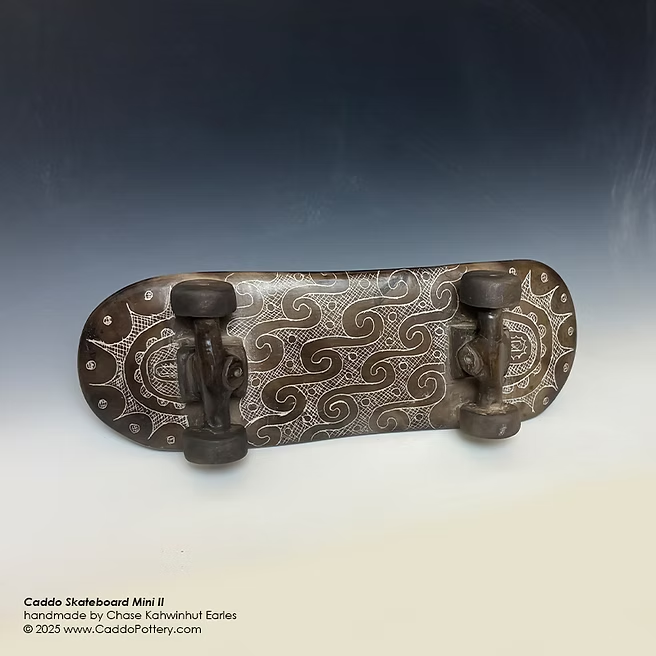 Caddo Skateboard Mini II
handmade by Chase Kahwinhut Earles
© 2025 www.CaddoPottery.com